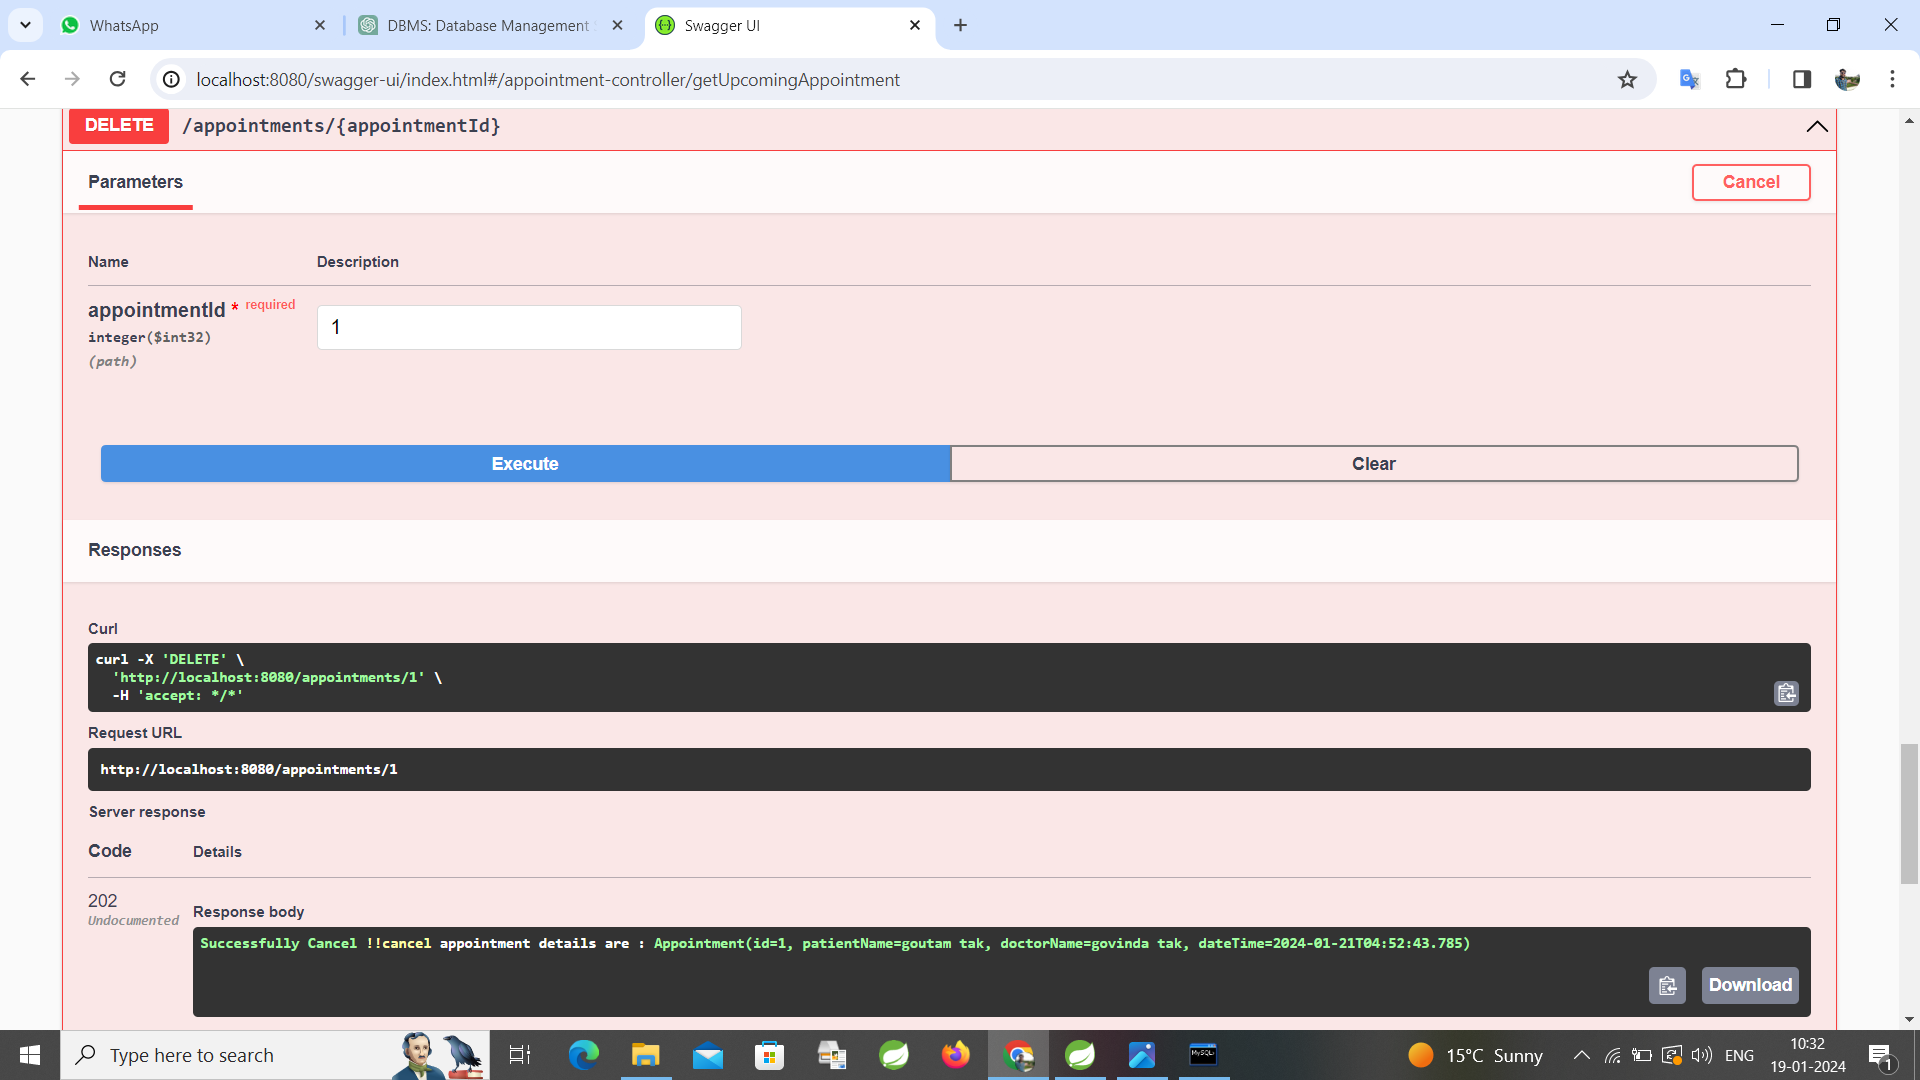 WhatsApp
DBMS: Database Management
Swagger UI
localhost:8080/swagger-ui/index.html#/appointment-controller/getUpcomingAppointment
DELETE /appointments/{appointmentId}
Parameters
Cancel
Name Description
appointmentId * required
integer($int32)
(path)
1
Execute
Clear
Responses
Curl
curl -X 'DELETE' \
'http://localhost:8080/appointments/1' \
-H 'accept: */*'
Request URL
http://localhost:8080/appointments/1
Server response
Code Details
202
Undocumented
Response body
Successfully Cancel !!cancel appointment details are : Appointment(id=1, patientName=goutam tak, doctorName=govinda tak, dateTime=2024-01-21T04:52:43.785)
Download
Type here to search
MySQL
15°C Sunny
ENG
10:32
19-01-2024
1